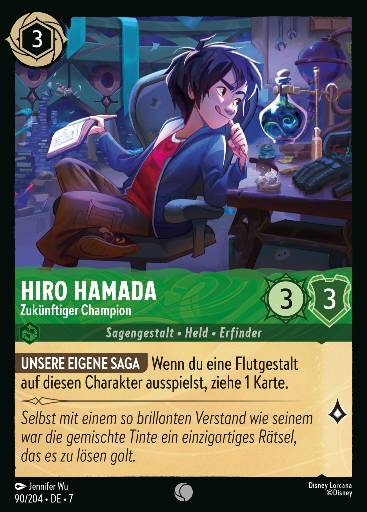 3
HIRO HAMADA
Zukünftiger Champion
3 3
Sagengestalt • Held • Erfinder
UNSERE EIGENE SAGA Wenn du eine Flutgestalt
auf diesen Charakter ausspielst, ziehe 1 Karte.
Selbst mit einem so brillonten Verstand wie seinem
war die gemischte Tinte ein einzigartiges Rätsel,
das es zu lösen galt.
Jennifer Wu
90/204 • DE • 7
Disney Lorcana
©Disney